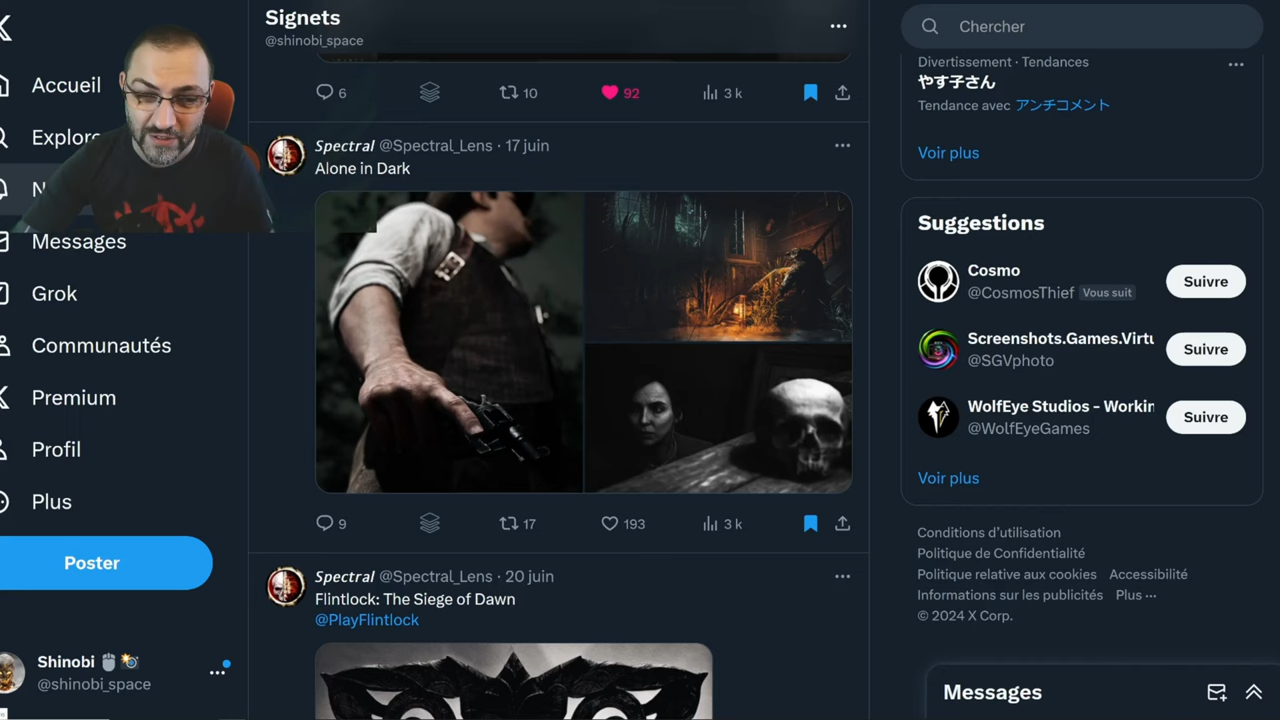 Accueil
Explore
N
Messages
Grok
Communautés
Premium
Profil
Plus
Poster
Shinobi
@shinobi_space
Signets
@shinobi_space
6
10
92
3 k
Spectral @Spectral_Lens · 17 juin
Alone in Dark
9
17
193
3 k
Spectral @Spectral_Lens · 20 juin
Flintlock: The Siege of Dawn
@PlayFlintlock
Chercher
Divertissement · Tendances
やす子さん
Tendance avec アンチコメント
Voir plus
Suggestions
Cosmo
@CosmosThief Vous suit
Suivre
Screenshots.Games.Virtu
@SGVphoto
Suivre
WolfEye Studios - Workin
@WolfEyeGames
Suivre
Voir plus
Conditions d’utilisation
Politique de Confidentialité
Politique relative aux cookies Accessibilité
Informations sur les publicités Plus ···
© 2024 X Corp.
Messages